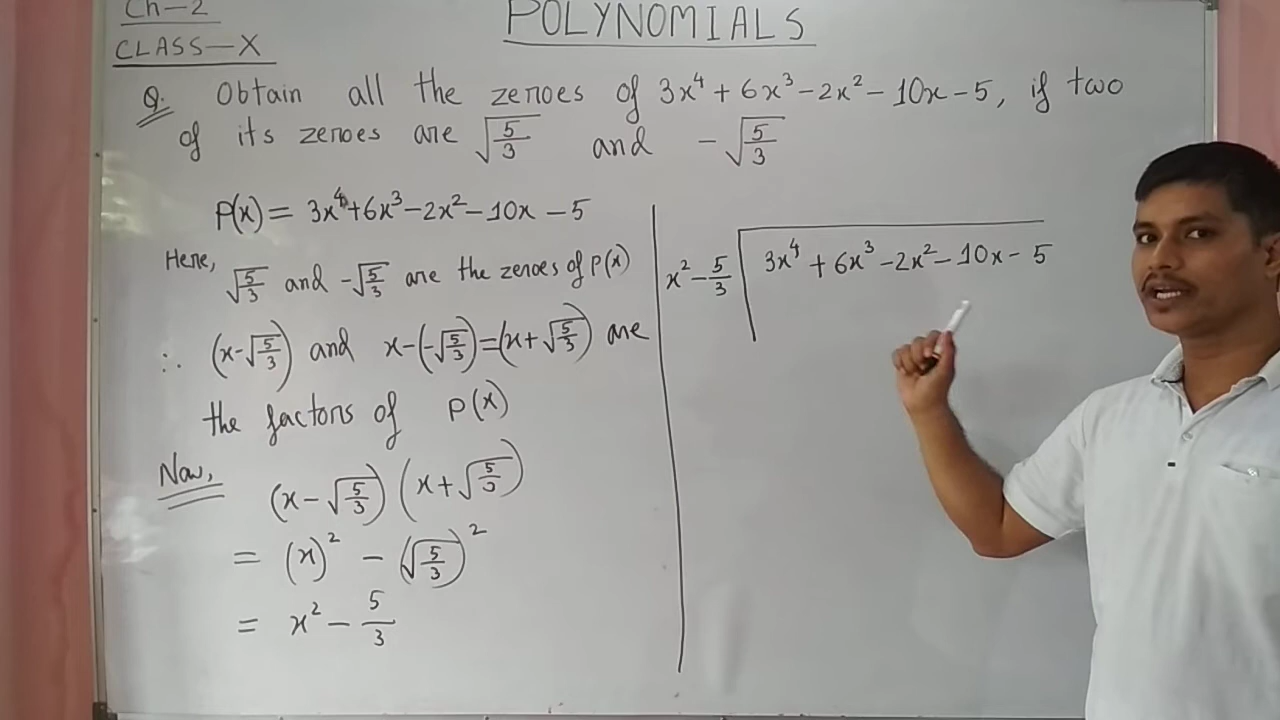 Ch-2
CLASS-X
POLYNOMIALS
Q. Obtain all the zeroes of 3x⁴ + 6x³ - 2x² - 10x - 5, if two
of its zeroes are √(5/3) and -√(5/3)
P(x) = 3x⁴ + 6x³ - 2x² - 10x - 5
Here,
√(5/3) and -√(5/3) are the zeroes of P(x)
∴ (x - √(5/3)) and x - (-√(5/3)) = (x + √(5/3)) are
the factors of P(x)
Now,
(x - √(5/3)) (x + √(5/3))
= (x)² - (√(5/3))²
= x² - 5/3
x² - 5/3
3x⁴ + 6x³ - 2x² - 10x - 5